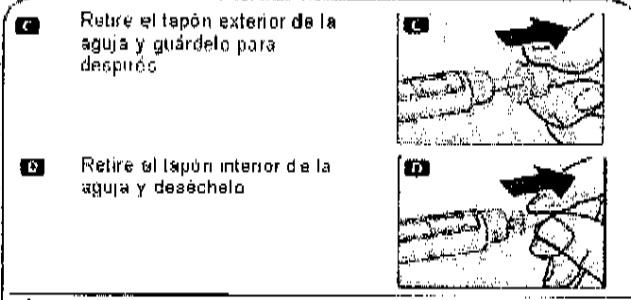 C Retire el tapón exterior de la
aguja y guárdelo para
después
C
D Retire el tapón interior de la
aguja y deséchelo
D